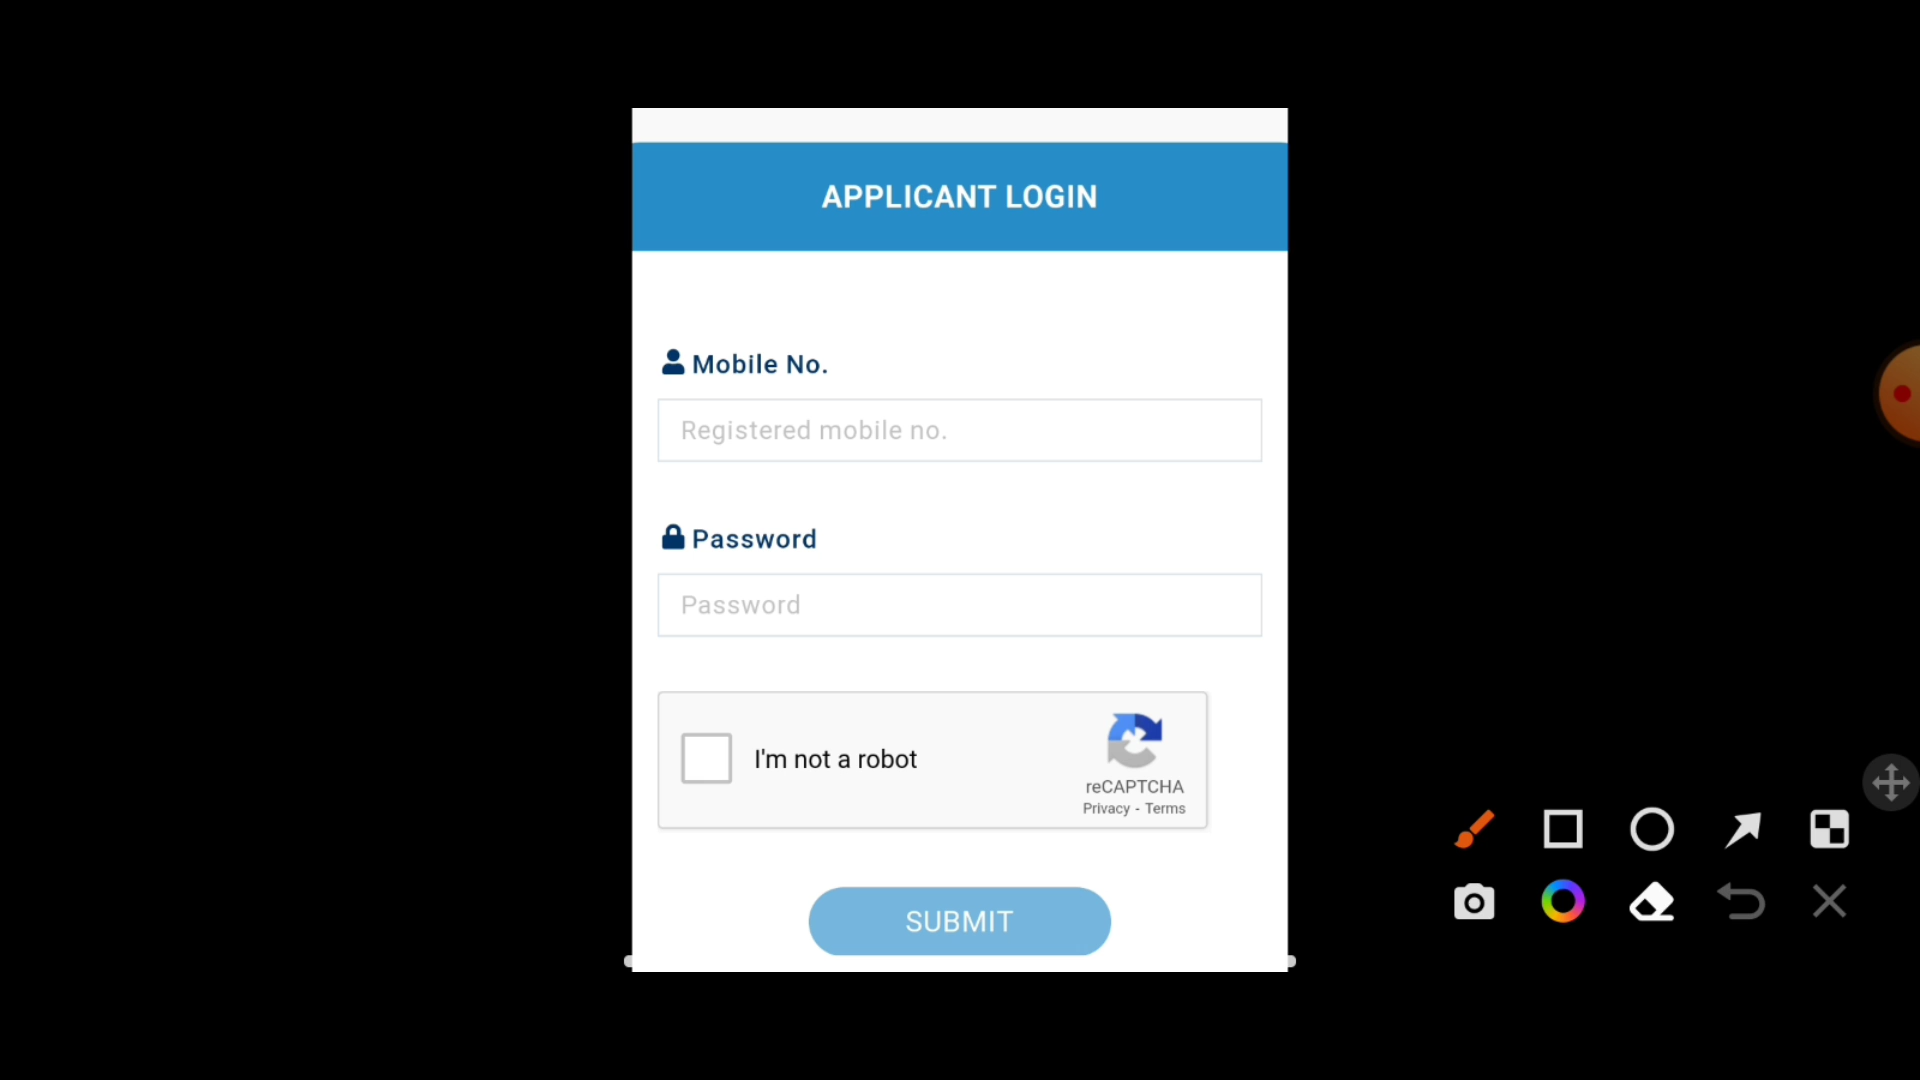 APPLICANT LOGIN
Mobile No.
Registered mobile no.
Password
Password
I'm not a robot
reCAPTCHA
Privacy - Terms
SUBMIT